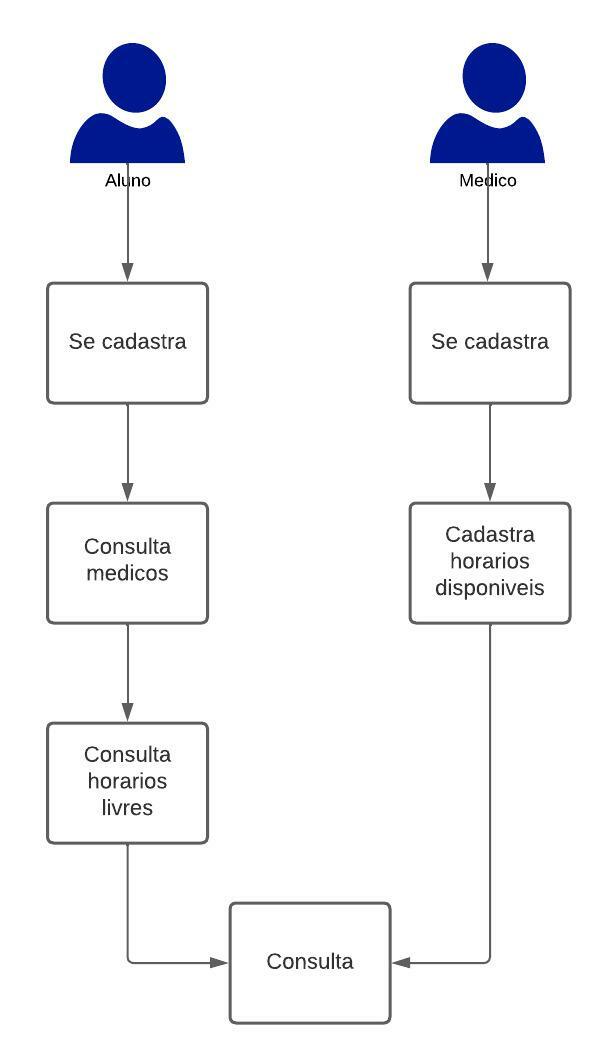 Aluno
Medico
Se cadastra
Se cadastra
Consulta
medicos
Cadastra
horarios
disponiveis
Consulta
horarios
livres
Consulta